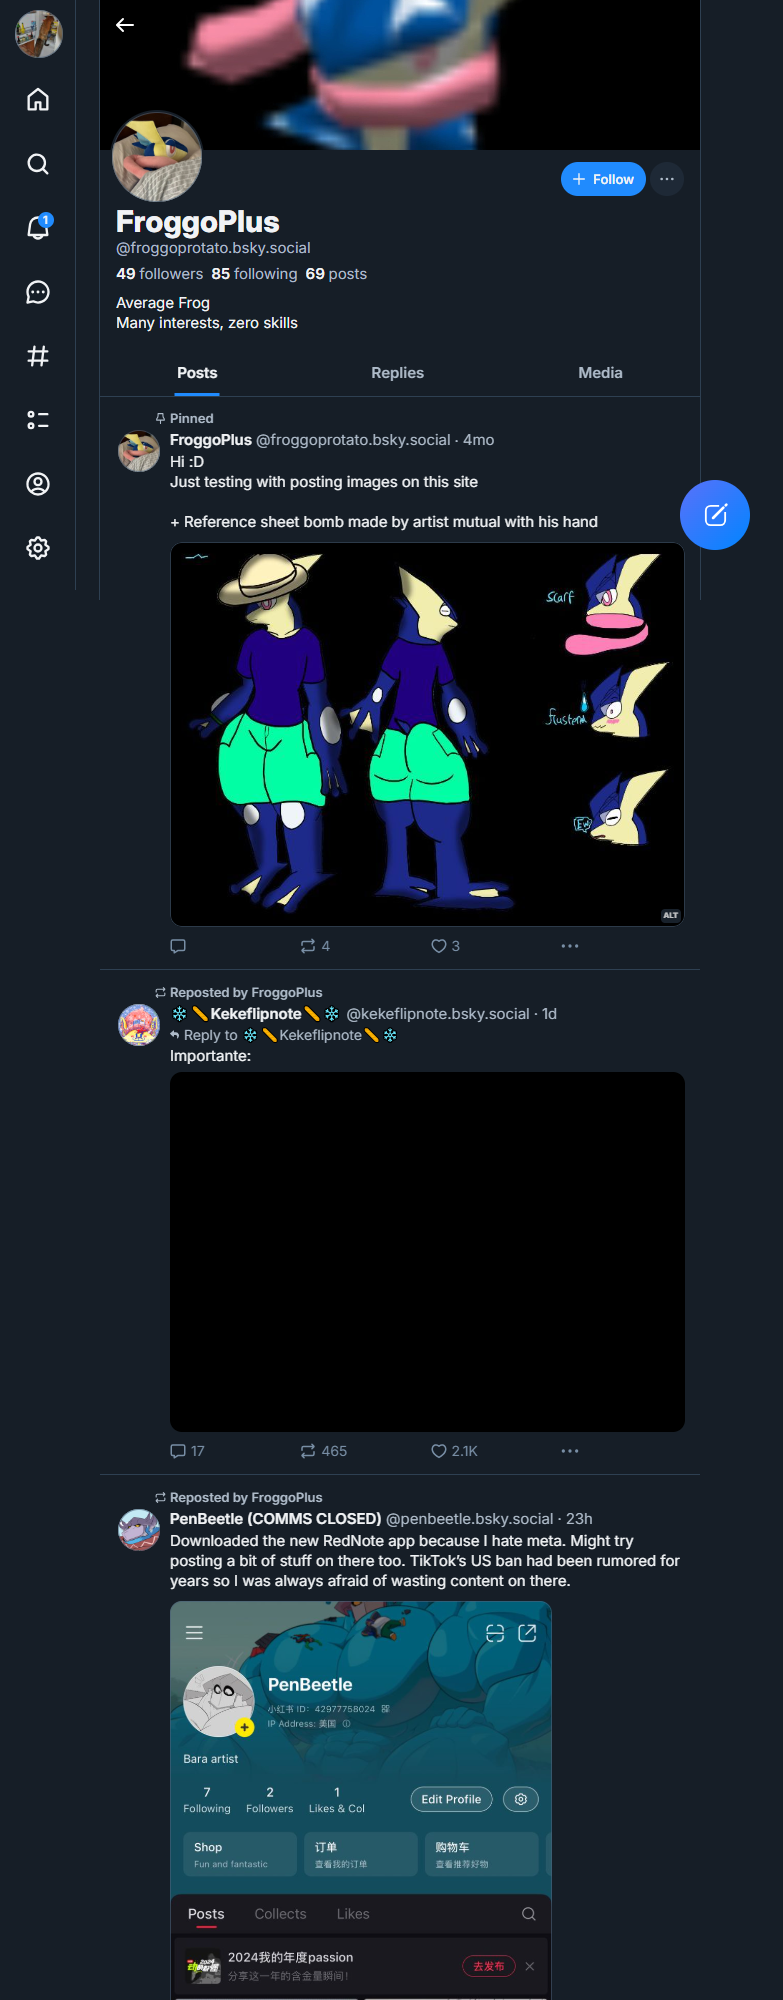 1
Follow
FroggoPlus
@froggoprotato.bsky.social
49 followers 85 following 69 posts
Average Frog
Many interests, zero skills
Posts Replies Media
Pinned
FroggoPlus @froggoprotato.bsky.social · 4mo
Hi :D
Just testing with posting images on this site
+ Reference sheet bomb made by artist mutual with his hand
Scarf
Ew
ALT
4 3
Reposted by FroggoPlus
❄️✏️Kekeflipnote✏️❄️ @kekeflipnote.bsky.social · 1d
Reply to ❄️✏️Kekeflipnote✏️❄️
Importante:
17 465 2.1K
Reposted by FroggoPlus
PenBeetle (COMMS CLOSED) @penbeetle.bsky.social · 23h
Downloaded the new RedNote app because I hate meta. Might try
posting a bit of stuff on there too. TikTok’s US ban had been rumored for
years so I was always afraid of wasting content on there.
PenBeetle
小红书 ID: 42977758024
IP Address: 美国
Bara artist
7 2 1
Following Followers Likes & Col
Edit Profile
Shop 订单 购物车
Fun and fantastic 查看我的订单 查看推荐好物
Posts Collects Likes
2024我的年度passion
分享这一年的含金量瞬间！
去发布